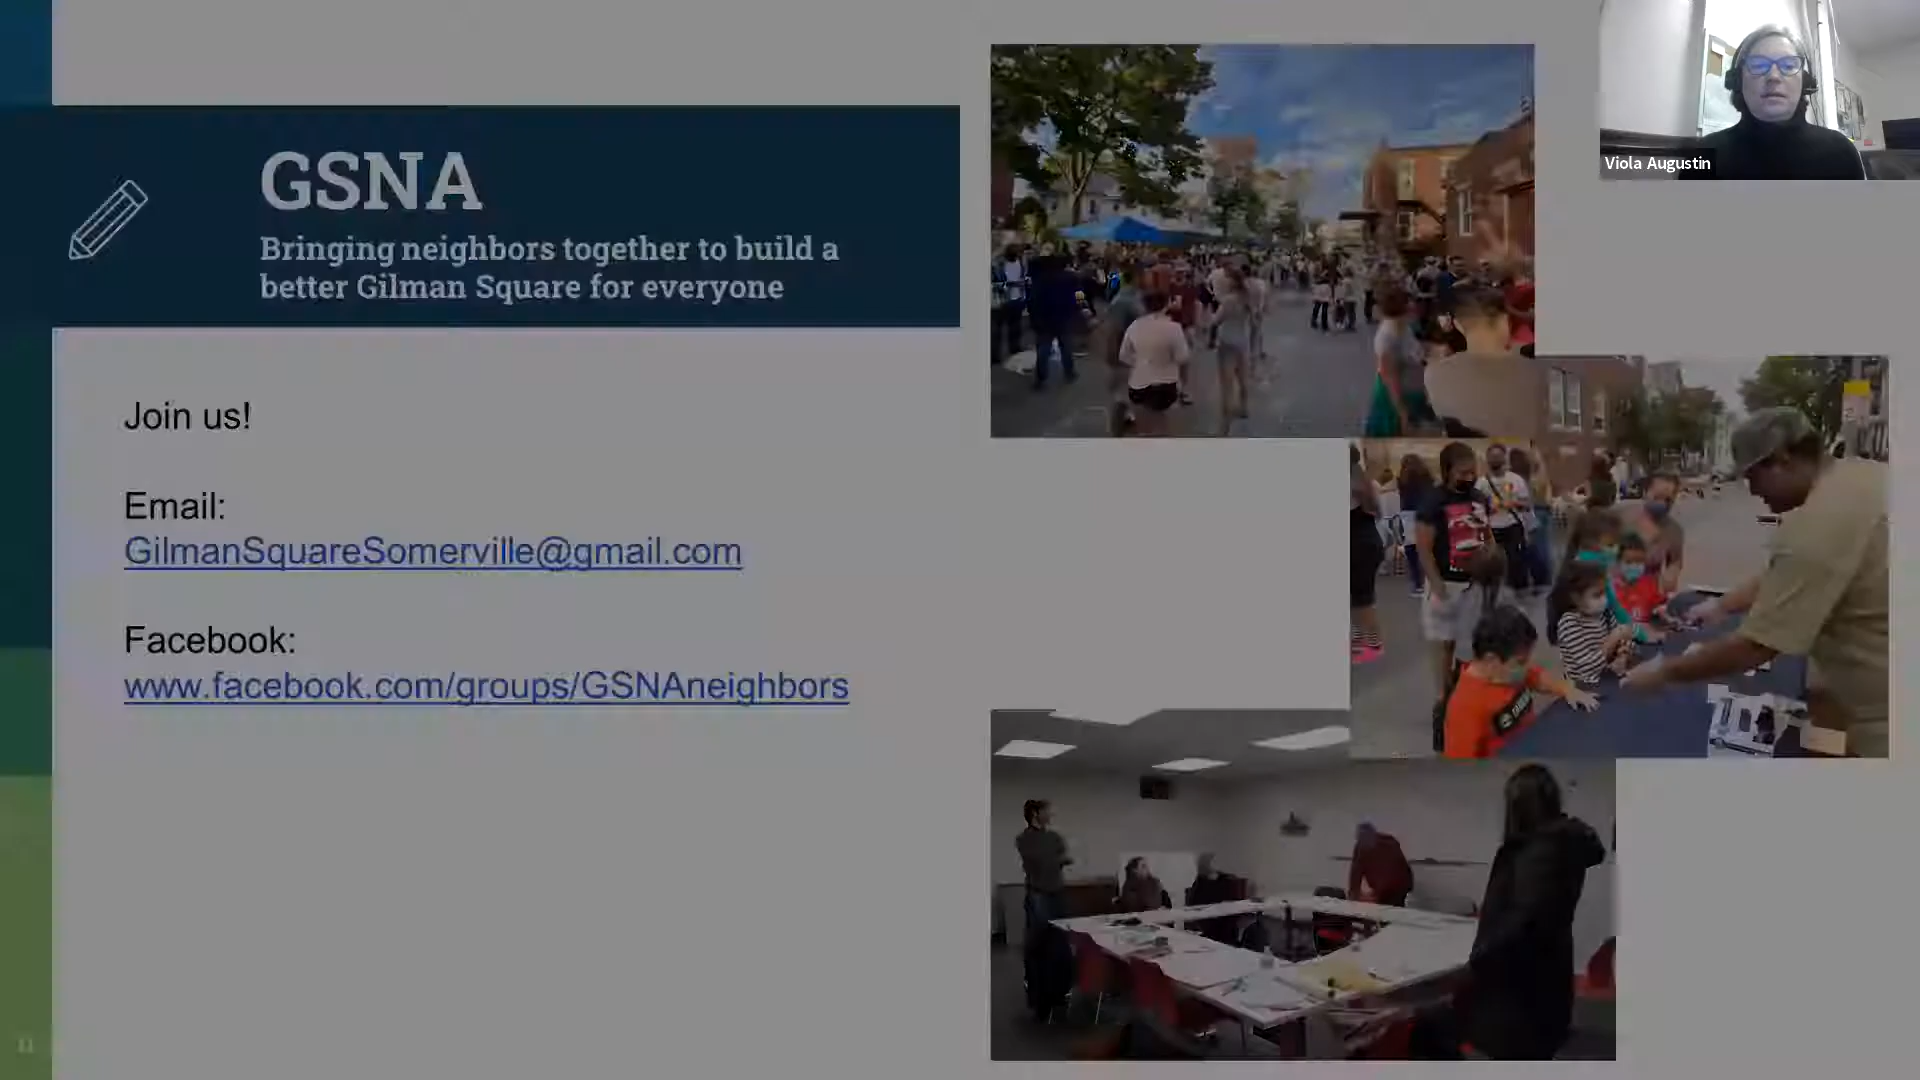 GSNA
Bringing neighbors together to build a
better Gilman Square for everyone
Join us!
Email:
GilmanSquareSomerville@gmail.com
Facebook:
www.facebook.com/groups/GSNAneighbors
Viola Augustin
11